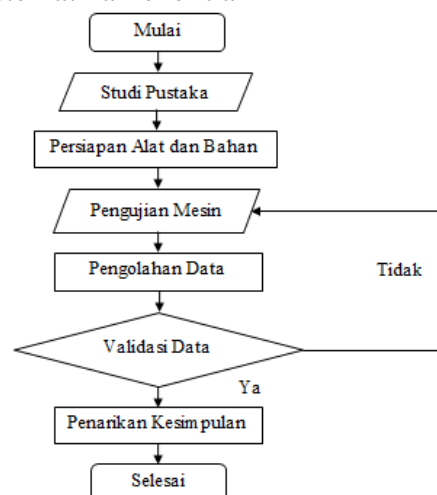 Mulai
Studi Pustaka
Persiapan Alat dan Bahan
Pengujian Mesin
Pengolahan Data
Tidak
Validasi Data
Ya
Penarikan Kesimpulan
Selesai